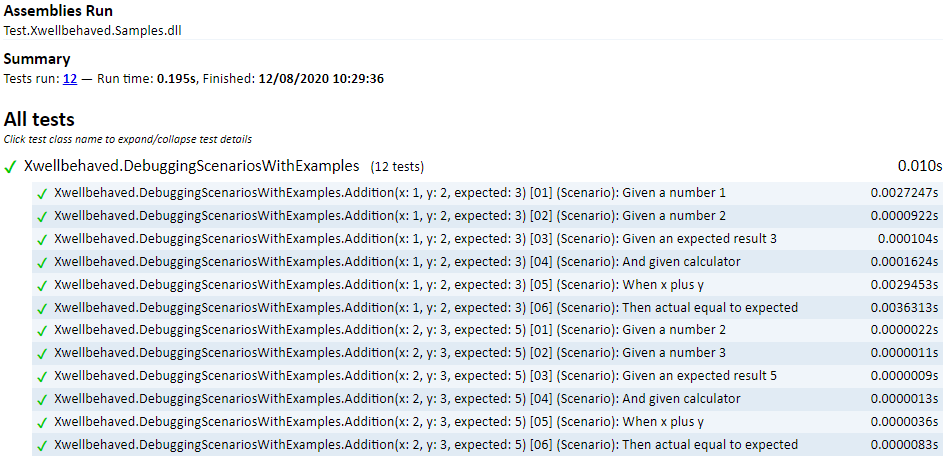 Assemblies Run
Test.Xwellbehaved.Samples.dll
Summary
Tests run: 12 — Run time: 0.195s, Finished: 12/08/2020 10:29:36
All tests
Click test class name to expand/collapse test details
✓ Xwellbehaved.DebuggingScenariosWithExamples (12 tests) 0.010s
✓ Xwellbehaved.DebuggingScenariosWithExamples.Addition(x: 1, y: 2, expected: 3) [01] (Scenario): Given a number 1 0.0027247s
✓ Xwellbehaved.DebuggingScenariosWithExamples.Addition(x: 1, y: 2, expected: 3) [02] (Scenario): Given a number 2 0.0000922s
✓ Xwellbehaved.DebuggingScenariosWithExamples.Addition(x: 1, y: 2, expected: 3) [03] (Scenario): Given an expected result 3 0.000104s
✓ Xwellbehaved.DebuggingScenariosWithExamples.Addition(x: 1, y: 2, expected: 3) [04] (Scenario): And given calculator 0.0001624s
✓ Xwellbehaved.DebuggingScenariosWithExamples.Addition(x: 1, y: 2, expected: 3) [05] (Scenario): When x plus y 0.0029453s
✓ Xwellbehaved.DebuggingScenariosWithExamples.Addition(x: 1, y: 2, expected: 3) [06] (Scenario): Then actual equal to expected 0.0036313s
✓ Xwellbehaved.DebuggingScenariosWithExamples.Addition(x: 2, y: 3, expected: 5) [01] (Scenario): Given a number 2 0.0000022s
✓ Xwellbehaved.DebuggingScenariosWithExamples.Addition(x: 2, y: 3, expected: 5) [02] (Scenario): Given a number 3 0.0000011s
✓ Xwellbehaved.DebuggingScenariosWithExamples.Addition(x: 2, y: 3, expected: 5) [03] (Scenario): Given an expected result 5 0.0000009s
✓ Xwellbehaved.DebuggingScenariosWithExamples.Addition(x: 2, y: 3, expected: 5) [04] (Scenario): And given calculator 0.0000013s
✓ Xwellbehaved.DebuggingScenariosWithExamples.Addition(x: 2, y: 3, expected: 5) [05] (Scenario): When x plus y 0.0000036s
✓ Xwellbehaved.DebuggingScenariosWithExamples.Addition(x: 2, y: 3, expected: 5) [06] (Scenario): Then actual equal to expected 0.0000083s